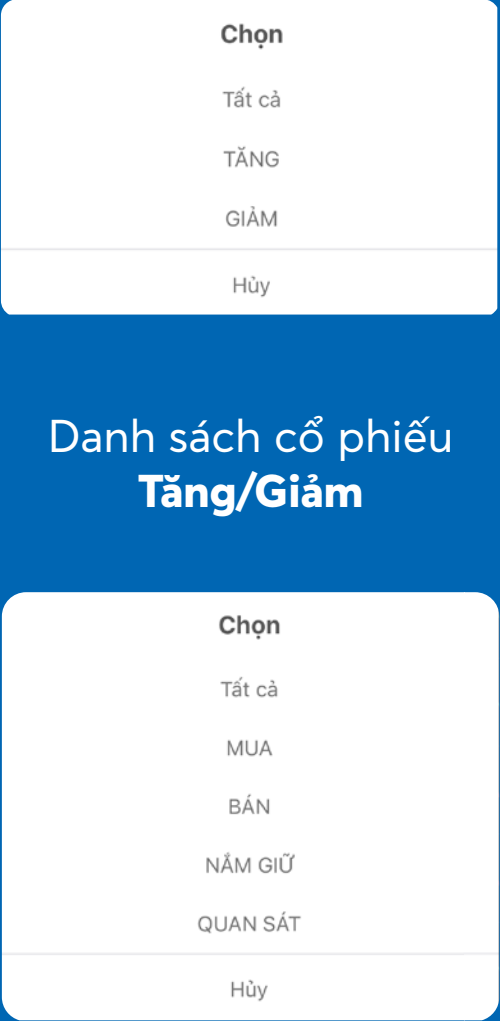 Chọn
Tất cả
TĂNG
GIẢM
Hủy
Danh sách cổ phiếu
Tăng/Giảm
Chọn
Tất cả
MUA
BÁN
NẮM GIỮ
QUAN SÁT
Hủy